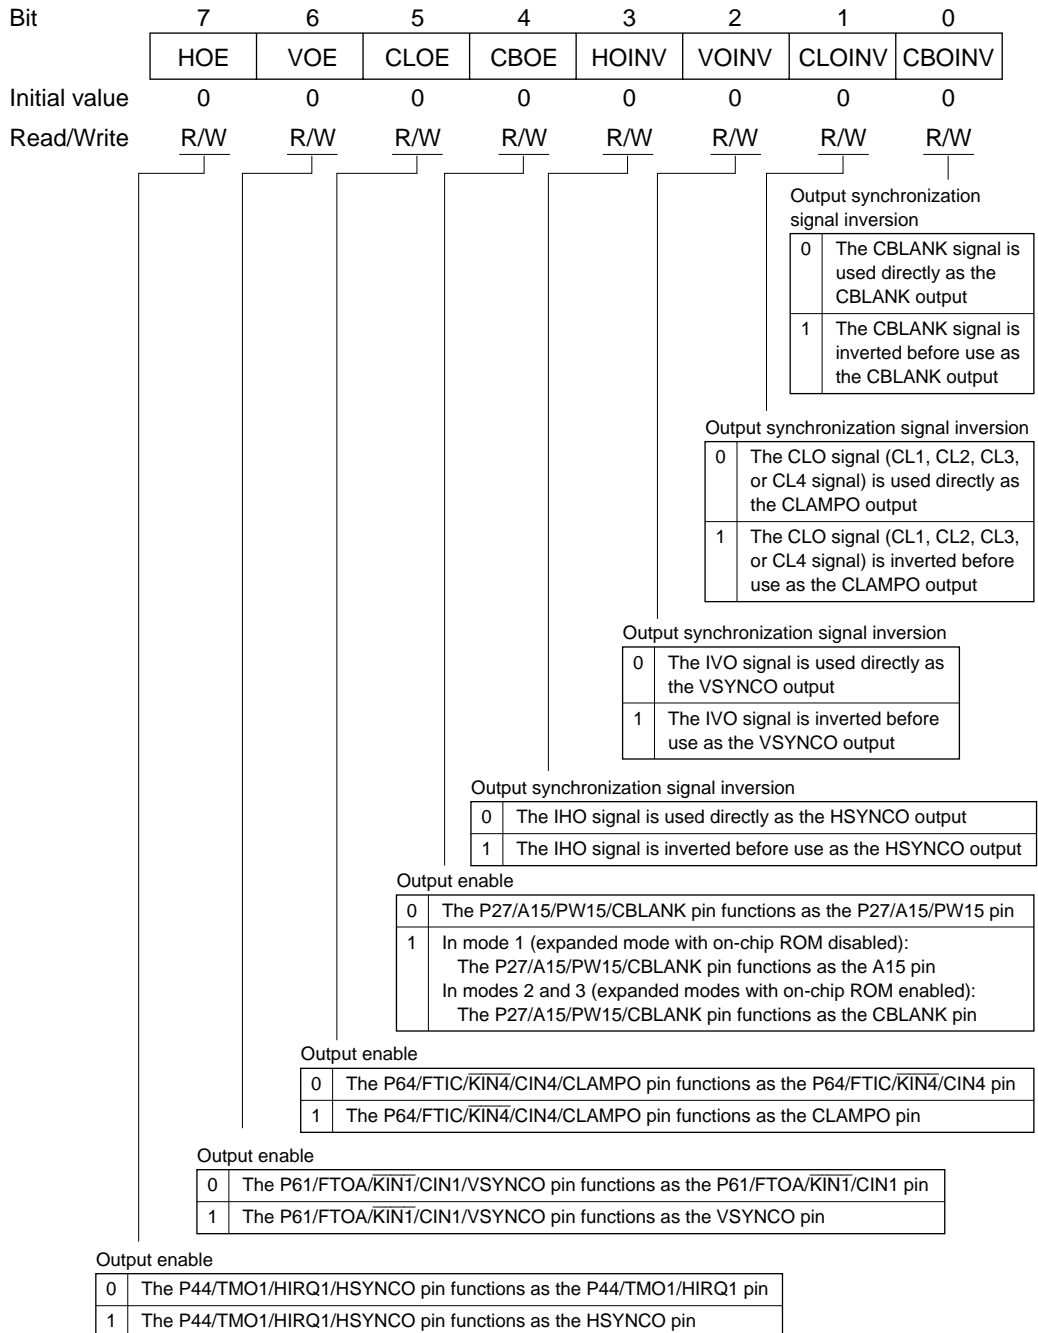 Bit 7 6 5 4 3 2 1 0
HOE VOE CLOE CBOE HOINV VOINV CLOINV CBOINV
Initial value 0 0 0 0 0 0 0 0
Read/Write R/W R/W R/W R/W R/W R/W R/W R/W
Output synchronization
signal inversion
0 The CBLANK signal is
used directly as the
CBLANK output
1 The CBLANK signal is
inverted before use as
the CBLANK output
Output synchronization signal inversion
0 The CLO signal (CL1, CL2, CL3,
or CL4 signal) is used directly as
the CLAMPO output
1 The CLO signal (CL1, CL2, CL3,
or CL4 signal) is inverted before
use as the CLAMPO output
Output synchronization signal inversion
0 The IVO signal is used directly as
the VSYNCO output
1 The IVO signal is inverted before
use as the VSYNCO output
Output synchronization signal inversion
0 The IHO signal is used directly as the HSYNCO output
1 The IHO signal is inverted before use as the HSYNCO output
Output enable
0 The P27/A15/PW15/CBLANK pin functions as the P27/A15/PW15 pin
1 In mode 1 (expanded mode with on-chip ROM disabled):
The P27/A15/PW15/CBLANK pin functions as the A15 pin
In modes 2 and 3 (expanded modes with on-chip ROM enabled):
The P27/A15/PW15/CBLANK pin functions as the CBLANK pin
Output enable
0 The P64/FTIC/K̅I̅N̅4̅/CIN4/CLAMPO pin functions as the P64/FTIC/K̅I̅N̅4̅/CIN4 pin
1 The P64/FTIC/K̅I̅N̅4̅/CIN4/CLAMPO pin functions as the CLAMPO pin
Output enable
0 The P61/FTOA/K̅I̅N̅1̅/CIN1/VSYNCO pin functions as the P61/FTOA/K̅I̅N̅1̅/CIN1 pin
1 The P61/FTOA/K̅I̅N̅1̅/CIN1/VSYNCO pin functions as the VSYNCO pin
Output enable
0 The P44/TMO1/HIRQ1/HSYNCO pin functions as the P44/TMO1/HIRQ1 pin
1 The P44/TMO1/HIRQ1/HSYNCO pin functions as the HSYNCO pin